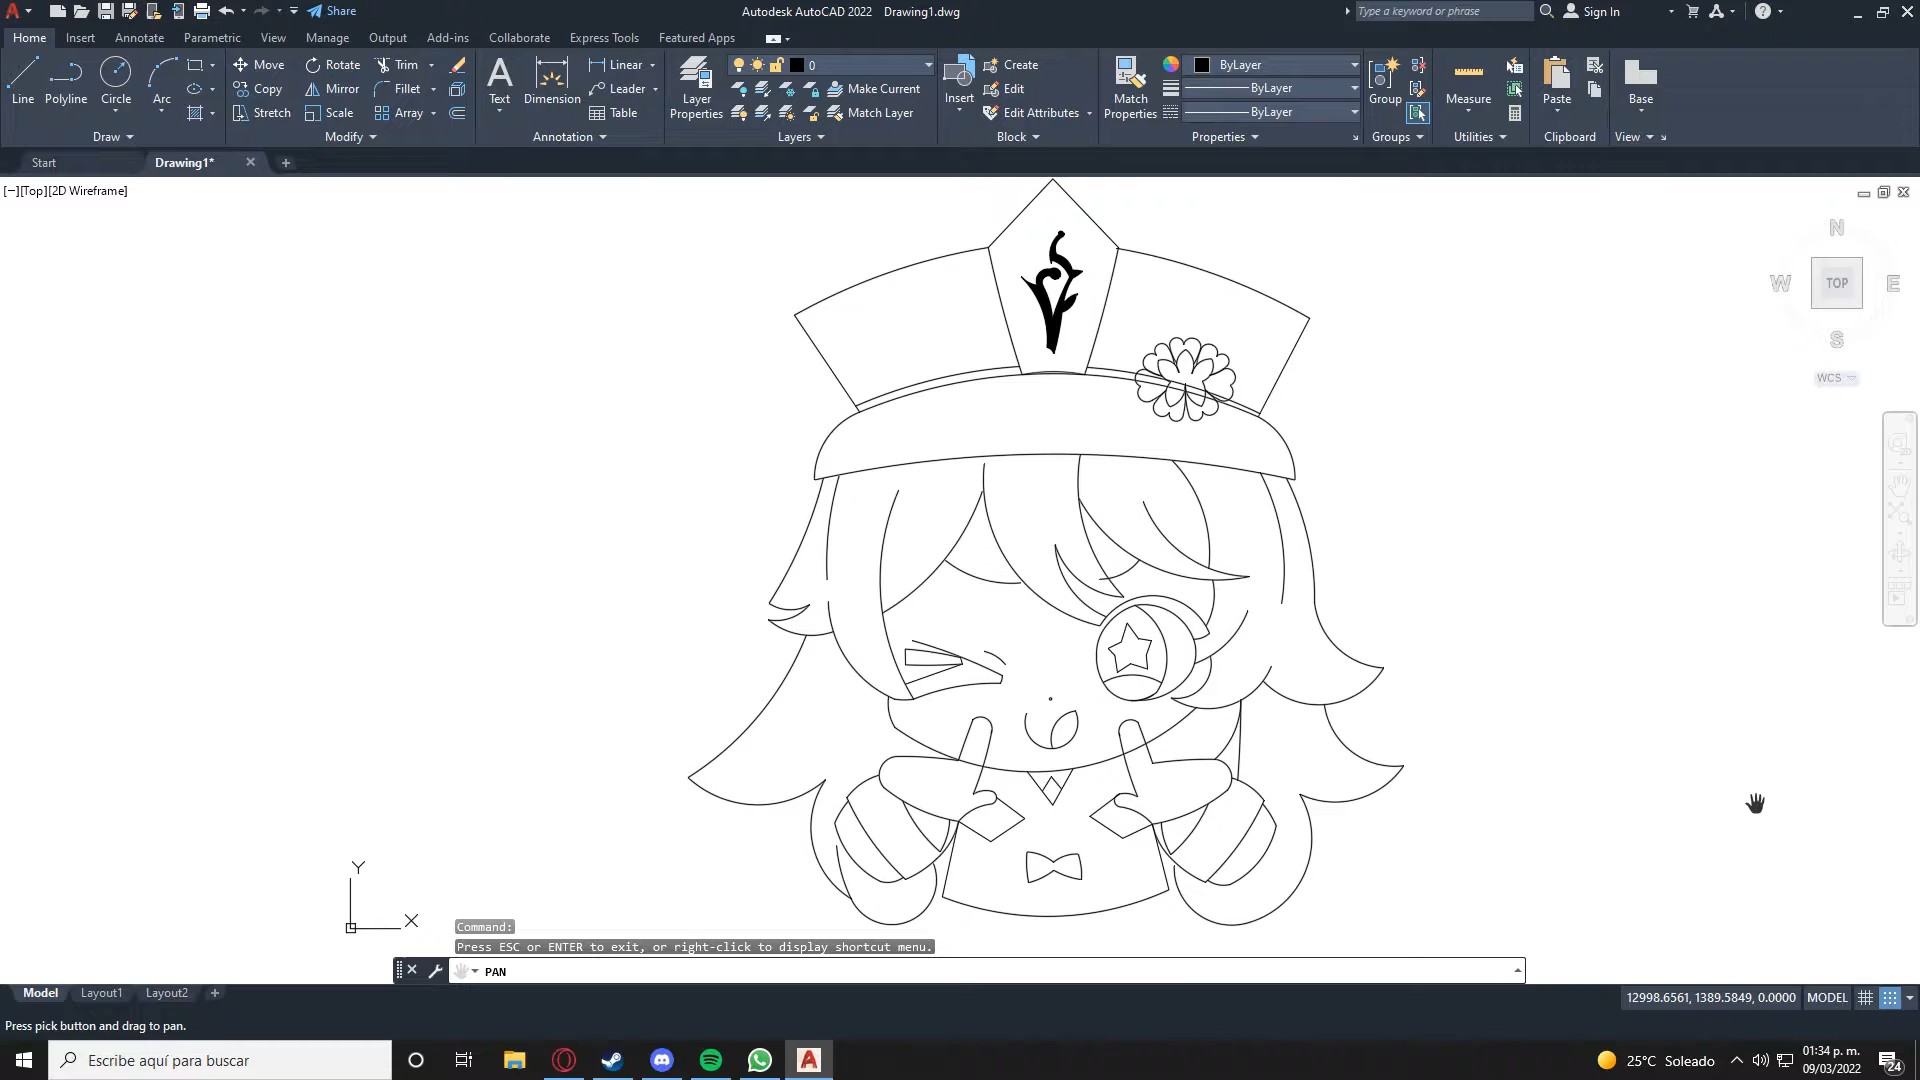 Share
Autodesk AutoCAD 2022 Drawing1.dwg
Type a keyword or phrase
Sign In
Home Insert Annotate Parametric View Manage Output Add-ins Collaborate Express Tools Featured Apps
Line Polyline Circle Arc
Draw
Move Rotate Trim
Copy Mirror Fillet
Stretch Scale Array
Modify
Text Dimension
Linear
Leader
Table
Annotation
Layer Properties
0
Make Current
Match Layer
Layers
Insert
Create
Edit
Edit Attributes
Block
Match Properties
ByLayer
ByLayer
ByLayer
Properties
Group
Groups
Measure
Utilities
Paste
Clipboard
Base
View
Start Drawing1*
[−][Top][2D Wireframe]
N
W TOP E
S
WCS
Y
X
Command:
Press ESC or ENTER to exit, or right-click to display shortcut menu.
PAN
Model Layout1 Layout2
12998.6561, 1389.5849, 0.0000 MODEL
Press pick button and drag to pan.
Escribe aquí para buscar
25°C Soleado
01:34 p. m.
09/03/2022
24